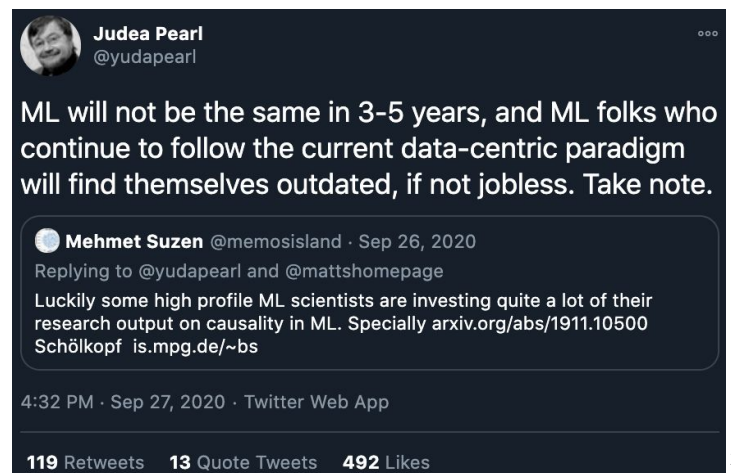 Judea Pearl
@yudapearl
ML will not be the same in 3-5 years, and ML folks who
continue to follow the current data-centric paradigm
will find themselves outdated, if not jobless. Take note.
Mehmet Suzen @memosisland · Sep 26, 2020
Replying to @yudapearl and @mattshomepage
Luckily some high profile ML scientists are investing quite a lot of their
research output on causality in ML. Specially arxiv.org/abs/1911.10500
Schölkopf is.mpg.de/~bs
4:32 PM · Sep 27, 2020 · Twitter Web App
119 Retweets 13 Quote Tweets 492 Likes